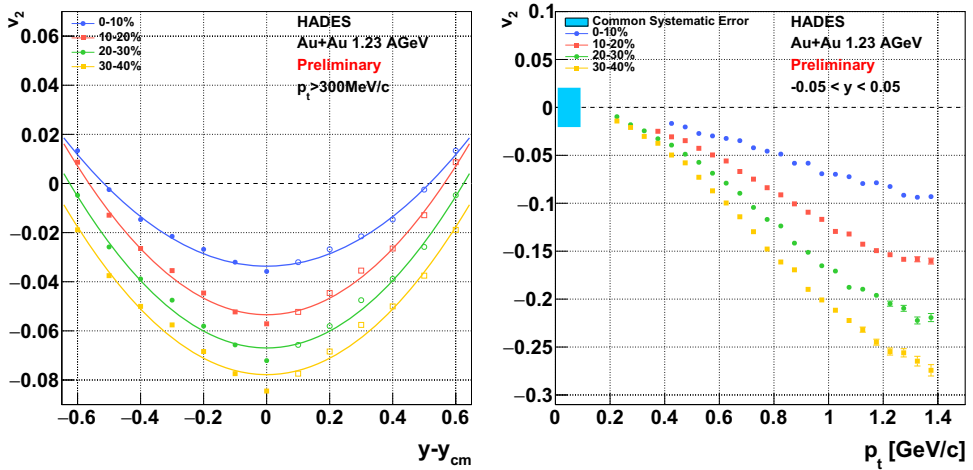 v2
0.06
0.04
0.02
0
−0.02
−0.04
−0.06
−0.08
0-10%
10-20%
20-30%
30-40%
HADES
Au+Au 1.23 AGeV
Preliminary
pt>300MeV/c
−0.6 −0.4 −0.2 0 0.2 0.4 0.6
y-ycm
v2
0.1
0.05
0
−0.05
−0.1
−0.15
−0.2
−0.25
−0.3
Common Systematic Error
0-10%
10-20%
20-30%
30-40%
HADES
Au+Au 1.23 AGeV
Preliminary
-0.05 < y < 0.05
0 0.2 0.4 0.6 0.8 1 1.2 1.4
pt [GeV/c]